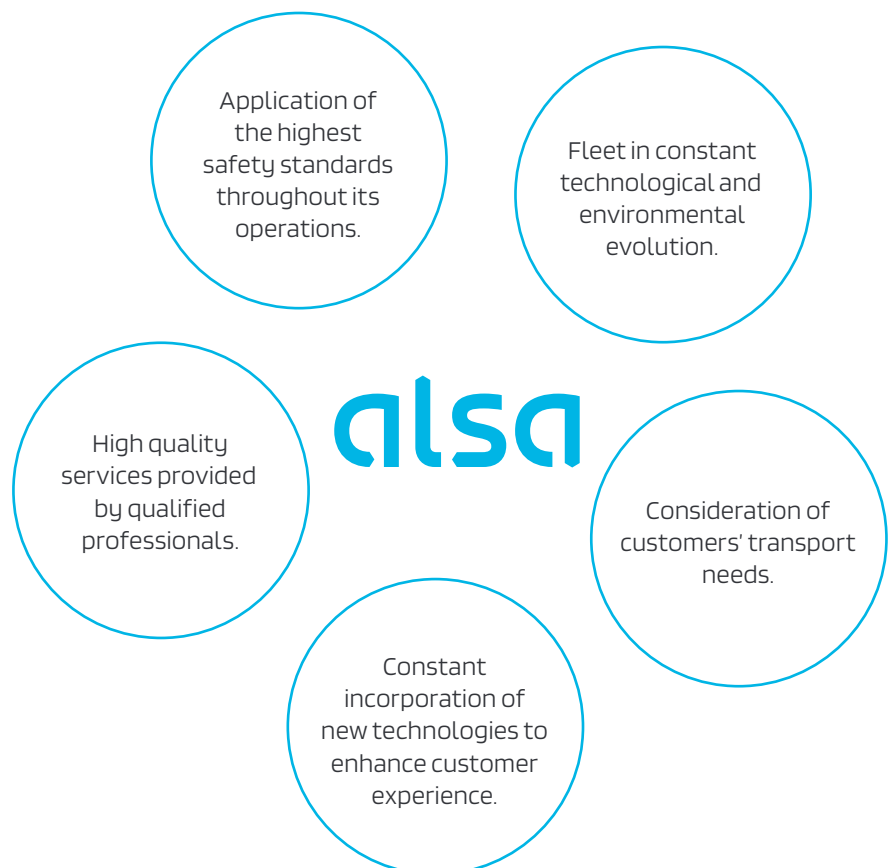 Application of
the highest
safety standards
throughout its
operations.
Fleet in constant
technological and
environmental
evolution.
alsa
High quality
services provided
by qualified
professionals.
Consideration of
customers’ transport
needs.
Constant
incorporation of
new technologies to
enhance customer
experience.